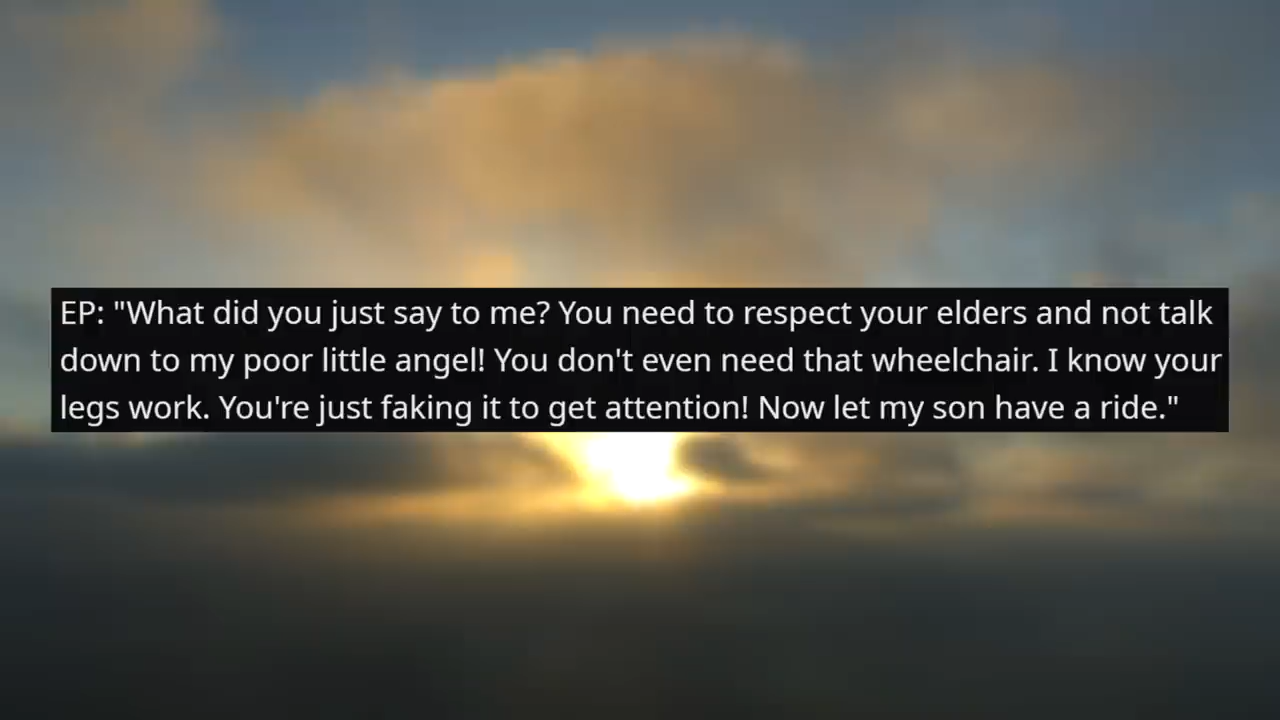 EP: "What did you just say to me? You need to respect your elders and not talk
down to my poor little angel! You don't even need that wheelchair. I know your
legs work. You're just faking it to get attention! Now let my son have a ride."